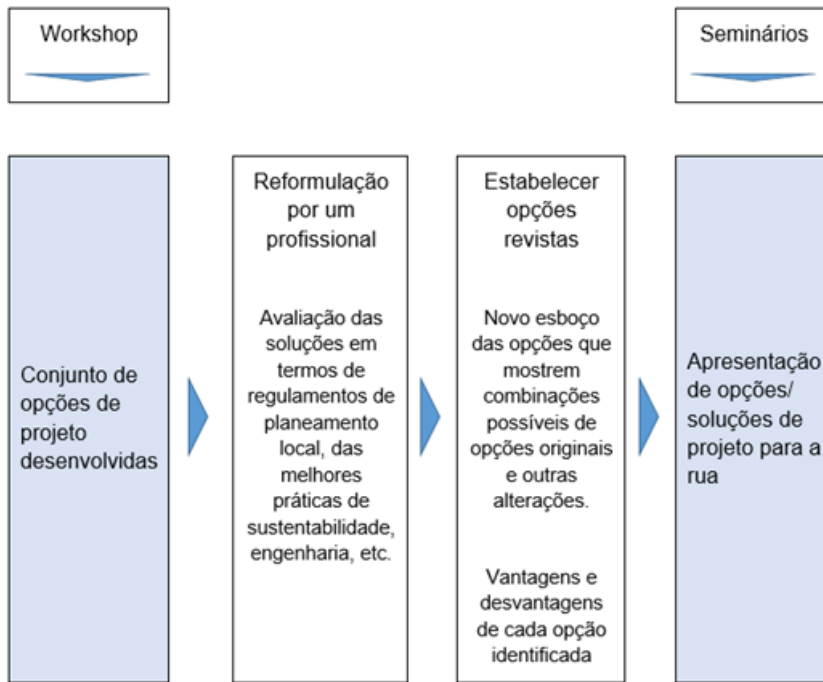 Workshop
Seminários
Conjunto de
opções de
projeto
desenvolvidas
Reformulação
por um
profissional
Avaliação das
soluções em
termos de
regulamentos de
planeamento
local, das
melhores
práticas de
sustentabilidade,
engenharia, etc.
Estabelecer
opções
revistas
Novo esboço
das opções que
mostrem
combinações
possíveis de
opções originais
e outras
alterações.
Vantagens e
desvantagens
de cada opção
identificada
Apresentação
de opções/
soluções de
projeto para a
rua